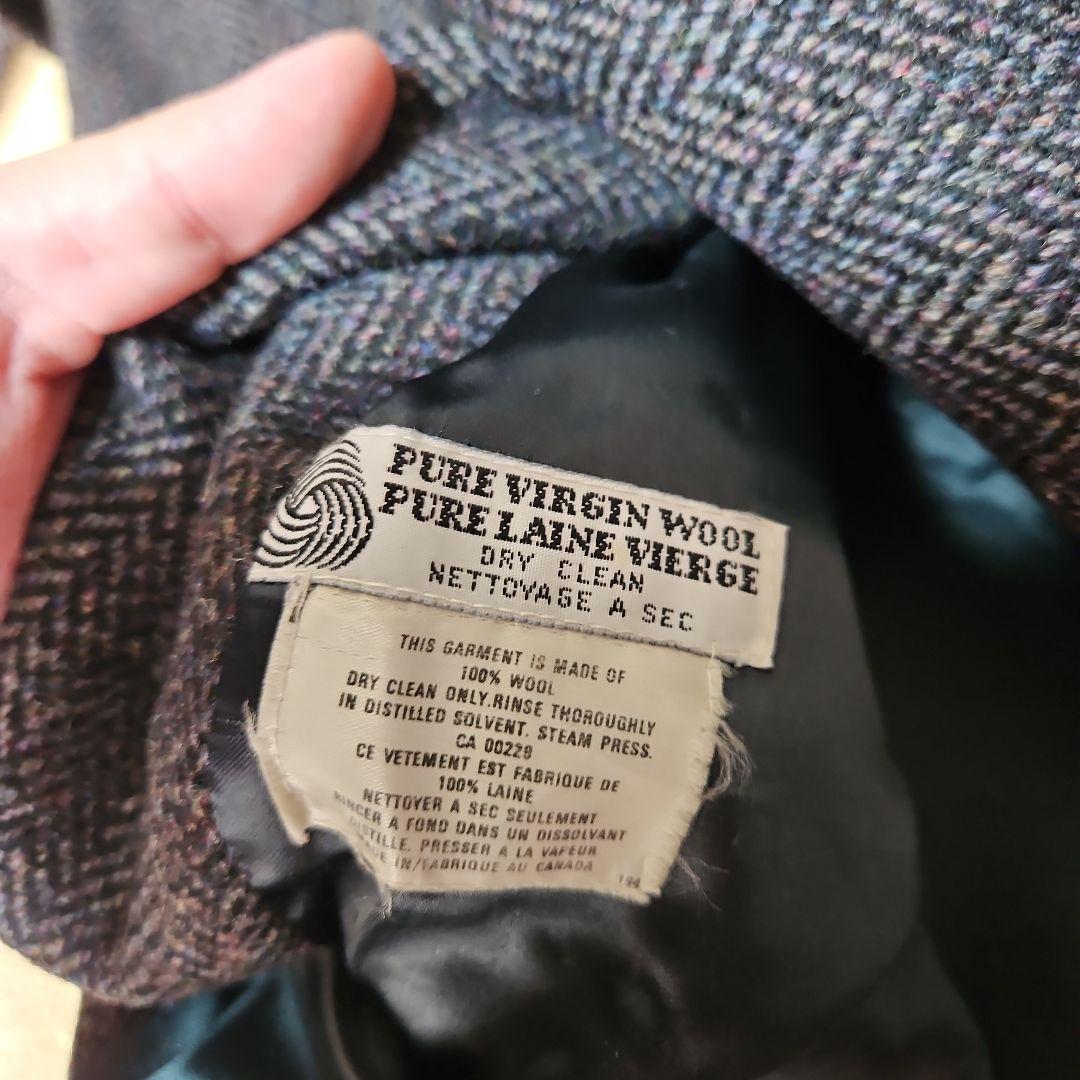 PURE VIRGIN WOOL
PURE LAINE VIERGE
DRY CLEAN
NETTOYAGE A SEC
THIS GARMENT IS MADE OF
100% WOOL
DRY CLEAN ONLY.RINSE THOROUGHLY
IN DISTILLED SOLVENT. STEAM PRESS.
CA 00229
CE VETEMENT EST FABRIQUE DE
100% LAINE
NETTOYER A SEC SEULEMENT
RINCER A FOND DANS UN DISSOLVANT
DISTILLE. PRESSER A LA VAPEUR
IN/FABRIQUE AU CANADA